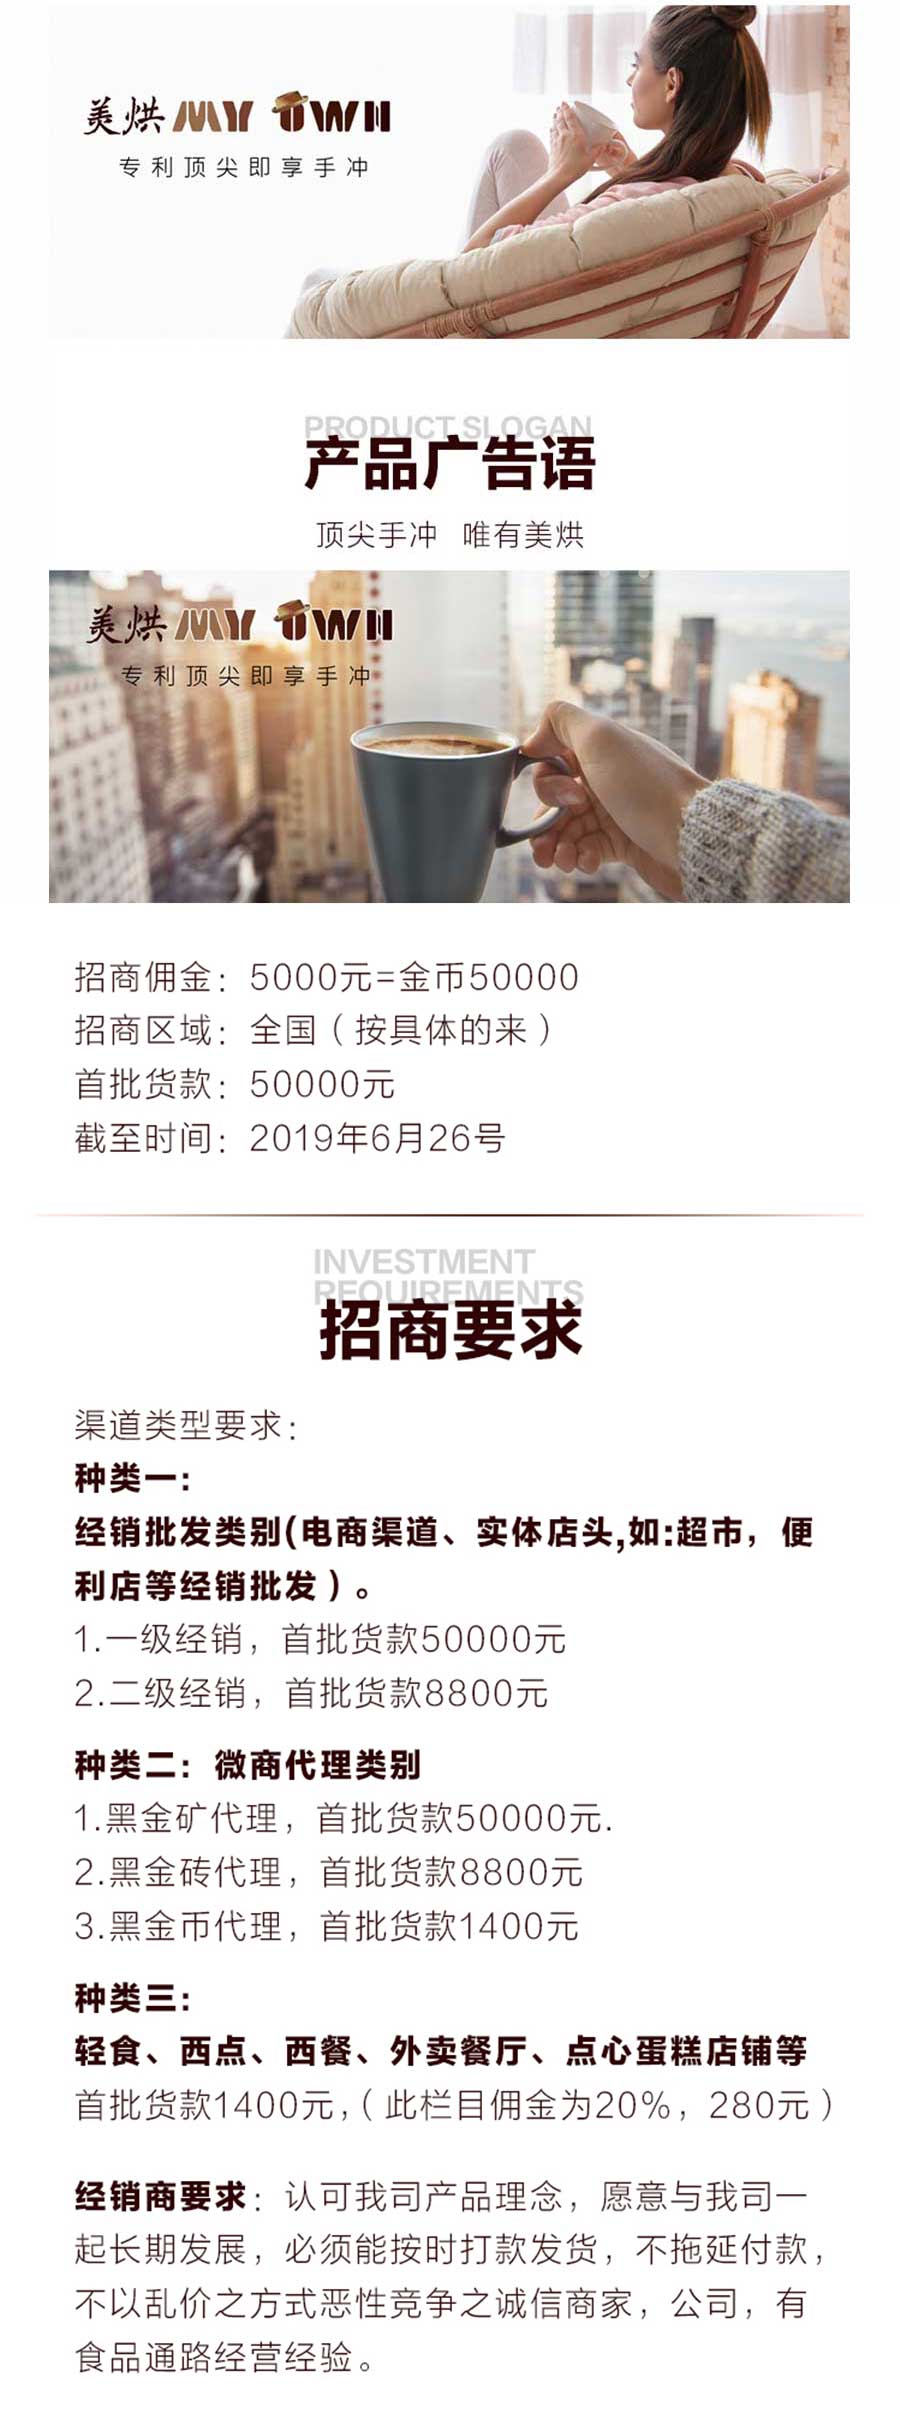 美烘 MY OWN
专利顶尖即享手冲
PRODUCT SLOGAN
产品广告语
顶尖手冲 唯有美烘
美烘 MY OWN
专利顶尖即享手冲
招商佣金：5000元=金币50000
招商区域：全国（按具体的来）
首批货款：50000元
截至时间：2019年6月26号
INVESTMENT
REQUIREMENTS
招商要求
渠道类型要求：
种类一：
经销批发类别(电商渠道、实体店头,如:超市，便
利店等经销批发）。
1.一级经销，首批货款50000元
2.二级经销，首批货款8800元
种类二：微商代理类别
1.黑金矿代理，首批货款50000元.
2.黑金砖代理，首批货款8800元
3.黑金币代理，首批货款1400元
种类三：
轻食、西点、西餐、外卖餐厅、点心蛋糕店铺等
首批货款1400元，（此栏目佣金为20%，280元）
经销商要求：认可我司产品理念，愿意与我司一
起长期发展，必须能按时打款发货，不拖延付款，
不以乱价之方式恶性竞争之诚信商家，公司，有
食品通路经营经验。